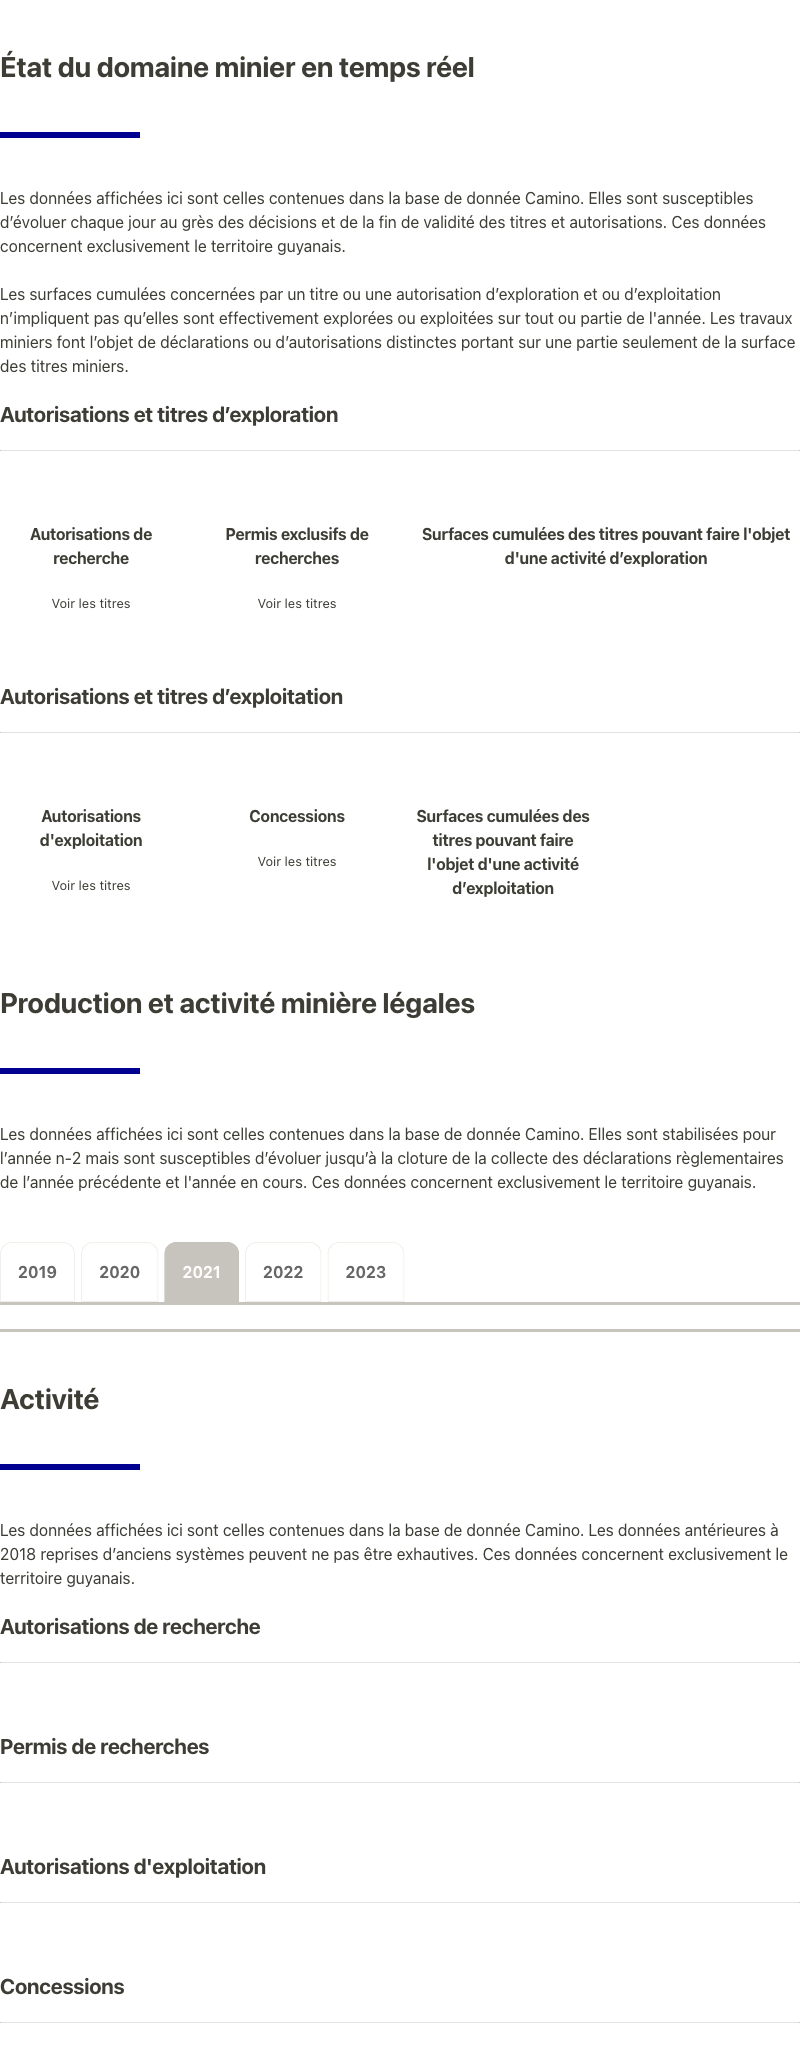 État du domaine minier en temps réel
Les données affichées ici sont celles contenues dans la base de donnée Camino. Elles sont susceptibles
d’évoluer chaque jour au grès des décisions et de la fin de validité des titres et autorisations. Ces données
concernent exclusivement le territoire guyanais.
Les surfaces cumulées concernées par un titre ou une autorisation d’exploration et ou d’exploitation
n’impliquent pas qu’elles sont effectivement explorées ou exploitées sur tout ou partie de l'année. Les travaux
miniers font l’objet de déclarations ou d’autorisations distinctes portant sur une partie seulement de la surface
des titres miniers.
Autorisations et titres d’exploration
Autorisations de
recherche
Voir les titres
Permis exclusifs de
recherches
Voir les titres
Surfaces cumulées des titres pouvant faire l'objet
d'une activité d’exploration
Autorisations et titres d’exploitation
Autorisations
d'exploitation
Voir les titres
Concessions
Voir les titres
Surfaces cumulées des
titres pouvant faire
l'objet d'une activité
d’exploitation
Production et activité minière légales
Les données affichées ici sont celles contenues dans la base de donnée Camino. Elles sont stabilisées pour
l’année n-2 mais sont susceptibles d’évoluer jusqu’à la cloture de la collecte des déclarations règlementaires
de l’année précédente et l'année en cours. Ces données concernent exclusivement le territoire guyanais.
2019 2020 2021 2022 2023
Activité
Les données affichées ici sont celles contenues dans la base de donnée Camino. Les données antérieures à
2018 reprises d’anciens systèmes peuvent ne pas être exhautives. Ces données concernent exclusivement le
territoire guyanais.
Autorisations de recherche
Permis de recherches
Autorisations d'exploitation
Concessions